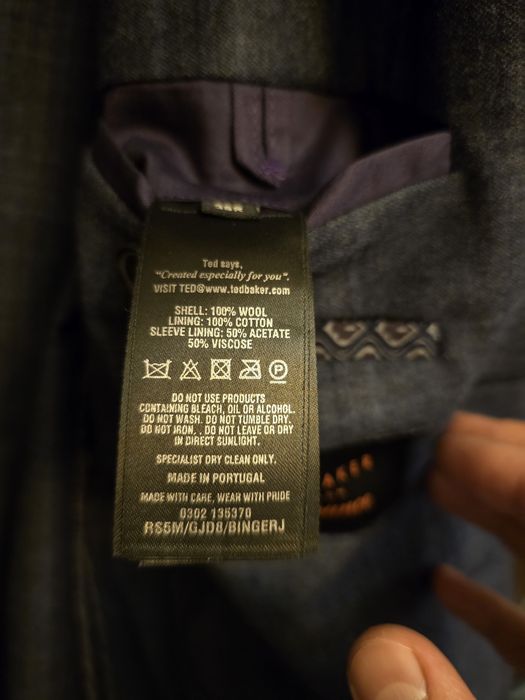 Ted says,
"Created especially for you".
VISIT TED@www.tedbaker.com
SHELL: 100% WOOL
LINING: 100% COTTON
SLEEVE LINING: 50% ACETATE
50% VISCOSE
P
DO NOT USE PRODUCTS
CONTAINING BLEACH, OIL OR ALCOHOL.
DO NOT WASH. DO NOT TUMBLE DRY.
DO NOT IRON. . DO NOT LEAVE OR DRY
IN DIRECT SUNLIGHT.
SPECIALIST DRY CLEAN ONLY.
MADE IN PORTUGAL
MADE WITH CARE, WEAR WITH PRIDE
0302 135370
RS5M/GJD8/BINGERJ
AKER